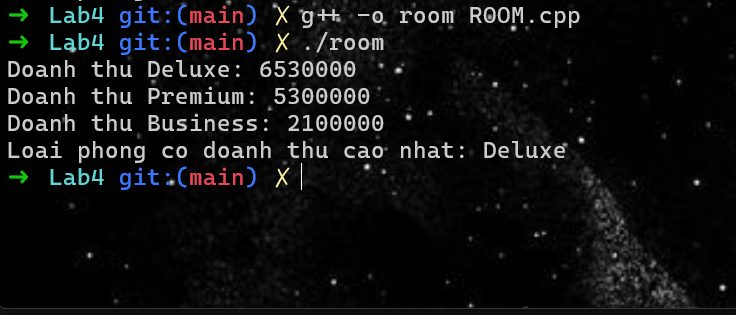 ➜ Lab4 git:(main) ✗ g++ -o room ROOM.cpp
➜ Lab4 git:(main) ✗ ./room
Doanh thu Deluxe: 6530000
Doanh thu Premium: 5300000
Doanh thu Business: 2100000
Loai phong co doanh thu cao nhat: Deluxe
➜ Lab4 git:(main) ✗